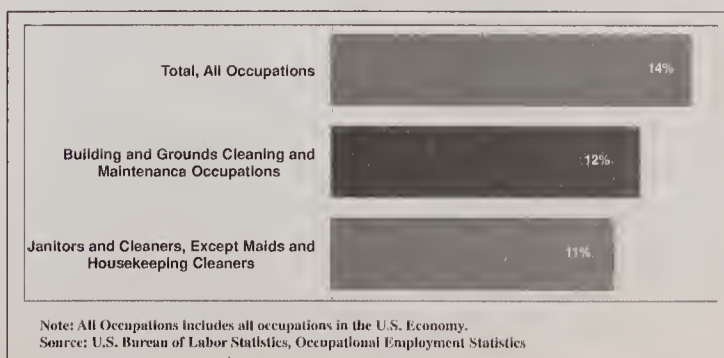 Total, All Occupations
14%
Building and Grounds Cleaning and
Maintenanca Occupations
12%
Janitors and Cleaners, Except Maids and
Housekeeping Cleaners
11%
Note: All Occupations includes all occupations in the U.S. Economy.
Source: U.S. Bureau of Labor Statistics, Occupational Employment Statistics